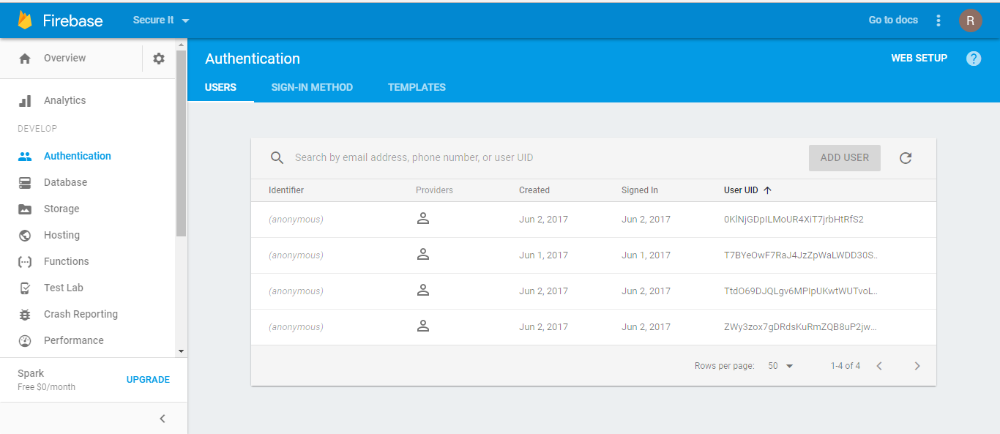 Firebase
Secure It
Go to docs
R
Overview
Authentication
WEB SETUP
?
USERS
SIGN-IN METHOD
TEMPLATES
Analytics
DEVELOP
Authentication
Database
Storage
Hosting
Functions
Test Lab
Crash Reporting
Performance
Spark
Free $0/month
UPGRADE
Search by email address, phone number, or user UID
ADD USER
Identifier Providers Created Signed In User UID
(anonymous) Jun 2, 2017 Jun 2, 2017 0KlNjGDpILMoUR4XiT7jrbHtRfS2
(anonymous) Jun 1, 2017 Jun 1, 2017 T7BYeOwF7RaJ4JzZpWaLWDD30S..
(anonymous) Jun 2, 2017 Jun 2, 2017 TtdO69DJQLgv6MPIpUKwtWUTvoL..
(anonymous) Jun 2, 2017 Jun 2, 2017 ZWy3zox7gDRdsKuRmZQB8uP2jw...
Rows per page: 50 1-4 of 4